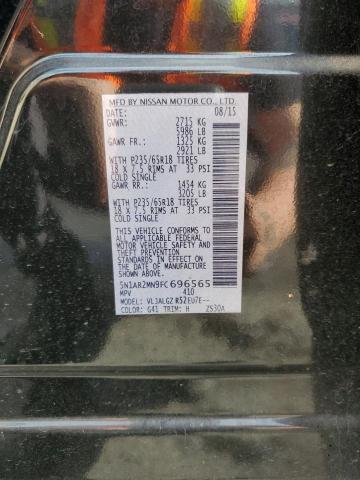 MFD BY NISSAN MOTOR CO., LTD.
DATE: 08/15
GVWR: 2715 KG
5986 LB
GAWR FR.: 1325 KG
2921 LB
WITH P235/65R18 TIRES
18 X 7.5 RIMS AT 33 PSI
COLD SINGLE
GAWR RR.: 1454 KG
3205 LB
WITH P235/65R18 TIRES
18 X 7.5 RIMS AT 33 PSI
COLD SINGLE
THIS VEHICLE CONFORMS TO
ALL APPLICABLE FEDERAL
MOTOR VEHICLE SAFETY AND
THEFT PREVENTION STANDARDS
IN EFFECT ON THE DATE OF
MANUFACTURE
SHOWN ABOVE.
5N1AR2MN9FC696565
MPV 410
MODEL: VL3ALGZ R52EU7E--
COLOR: G41 TRIM: H ZS30A